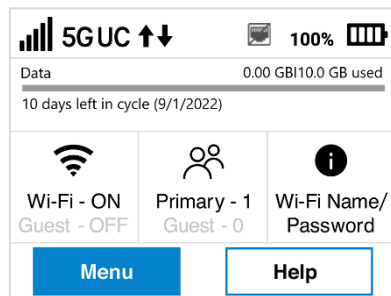 5G UC 100%
Data 0.00 GBI10.0 GB used
10 days left in cycle (9/1/2022)
Wi-Fi - ON Primary - 1 Wi-Fi Name/
Guest - OFF Guest - 0 Password
Menu Help